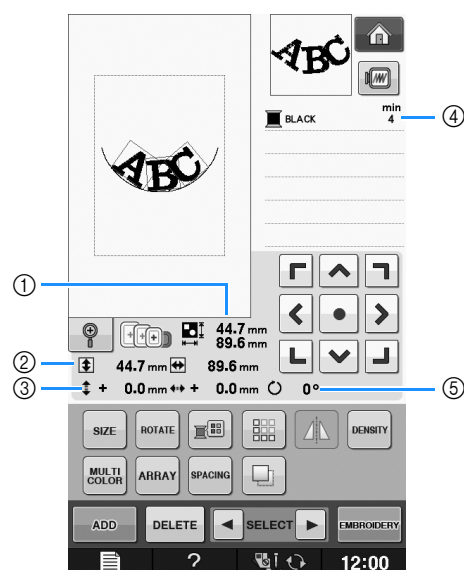 ABC
ABC
BLACK
min
4
④
①
44.7 mm
89.6 mm
②
44.7 mm 89.6 mm
③
+ 0.0 mm + 0.0 mm 0°
⑤
SIZE ROTATE DENSITY
MULTI COLOR ARRAY SPACING
ADD DELETE SELECT EMBROIDERY
? 12:00